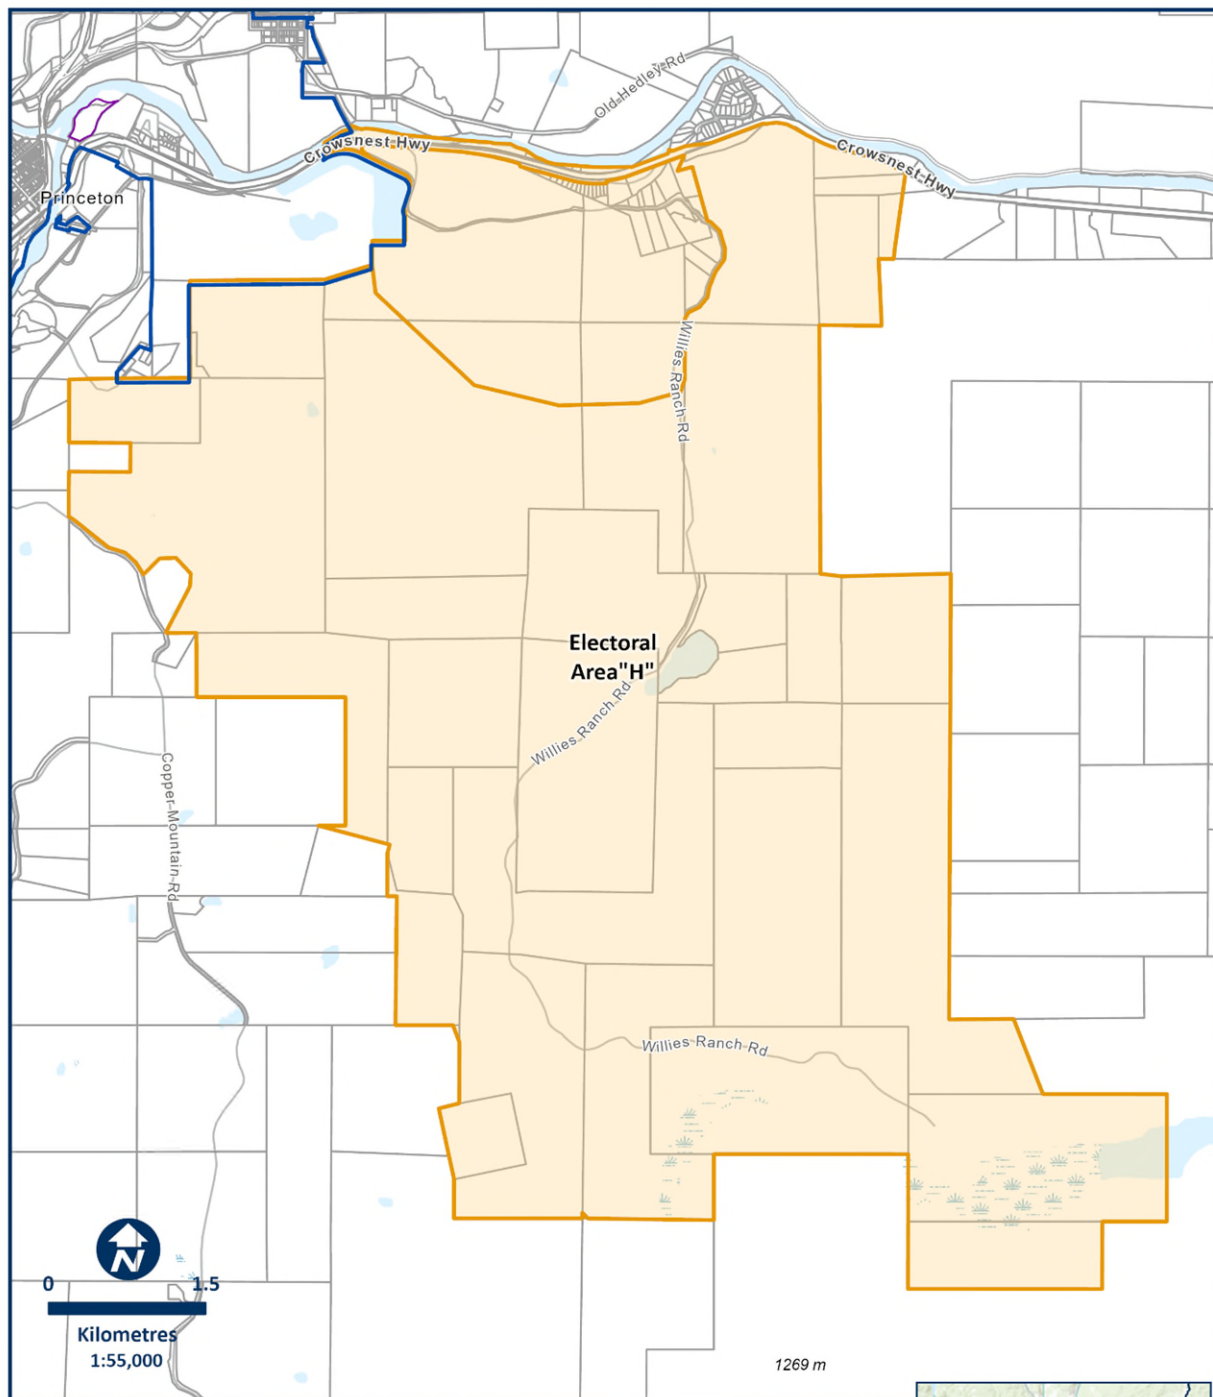 Old Hedley Rd
Crowsnest Hwy
Crowsnest Hwy
Princeton
Willies Ranch Rd
Electoral
Area"H"
Willies Ranch Rd
Copper Mountain Rd
Willies Ranch Rd
N
0 1.5
Kilometres
1:55,000
1269 m